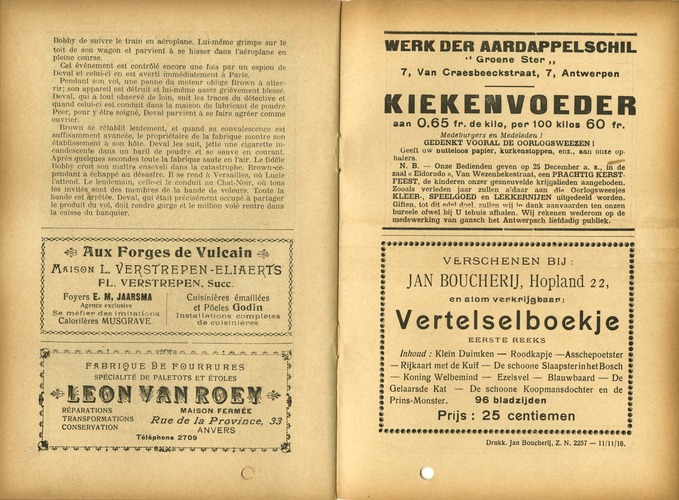 Bobby de suivre le train en aéroplane. Lui-même grimpe sur le
toit de son wagon et parvient à se hisser dans l'aéroplane en
pleine course.
Cet événement est contrôlé encore une fois par un espion de
Deval et celui-ci en est averti immédiatement à Paris.
Pendant son vol, une panne du moteur oblige Brown à atter-
rir; son appareil est détruit et lui-même assez grièvement blessé.
Deval, qui a tout observé de loin, suit les traces du détective et
quand celui-ci est conduit dans la maison du fabricant de poudre
Peer, pour y être soigné, Deval parvient à se faire agréer comme
ouvrier.
Brown se rétablit lentement, et quand sa convalescence est
suffisamment avancée, le propriétaire de la fabrique montre son
établissement à son hôte. Deval les suit, jette une cigarette in-
candescente dans un baril de poudre et se sauve en courant.
Après quelques secondes toute la fabrique saute en l'air. Le fidèle
Bobby croit son maître enseveli dans la catastrophe. Brown-ce-
pendant a échappé au désastre. Il se rend à Versailles, où Lucie
l'attend. Le lendemain, celle-ci le conduit au Chat-Noir, où tous
les invités sont des membres de la bande de voleurs. Toute la
bande est arrêtée. Deval, qui était précisément occupé à partager
le produit du vol, doit rendre gorge et le million volé rentre dans
la caisse du banquier.
Aux Forges de Vulcain
MAISON L. VERSTREPEN-ELIAERTS
FL. VERSTREPEN, Succ.
Foyers E. M. JAARSMA
Agence exclusive
Se méfier des imitations
Calorifères MUSGRAVE
Cuisinières émaillées
et Pôeles Godin
Installations complètes
de cuisinières
FABRIQUE DE FOURRURES
SPÉCIALITÉ DE PALETOTS ET ÉTOLES
LEON VAN ROEY
RÉPARATIONS
TRANSFORMATIONS
CONSERVATION
MAISON FERMÉE
Rue de la Province, 33
ANVERS
Téléphone 2709
WERK DER AARDAPPELSCHIL
" Groene Ster „
7, Van Craesbeeckstraat, 7, Antwerpen
KIEKENVOEDER
aan 0.65 fr. de kilo, per 100 kilos 60 fr.
Medeburgers en Medeleden !
GEDENKT VOORAL DE OORLOGSWEEZEN !
Geeft uw nutteloos papier, kurkenstoppen, enz., aan onze op-
halers.
N. B. — Onze Bedienden geven op 25 December a. s., in de
zaal « Eldorado », Van Wezenbekestraat, een PRACHTIG KERST-
FEEST, de kinderen onzer gesneuvelde krijgslieden aangeboden.
Zooals verleden jaar zullen aldaar aan die Oorlogsweesjes
KLEER-, SPEELGOED en LEKKERNIJEN uitgedeeld worden.
Giften, tot dit edel doel, zullen wij in dank aanvaarden ten onzen
bureele ofwel bij U tehuis afhalen. Wij rekenen wederom op de
medewerking van gansch het Antwerpsch liefdadig publiek.
VERSCHENEN BIJ :
JAN BOUCHERIJ, Hopland 22,
en alom verkrijgbaar:
Vertelselboekje
EERSTE REEKS
Inhoud : Klein Duimken — Roodkapje — Asschepoetster
— Rijkaart met de Kuif — De schoone Slaapster in het Bosch
— Koning Welbemind — Ezelsvel — Blauwbaard — De
Gelaarsde Kat — De schoone Koopmansdochter en de
Prins-Monster. 96 bladzijden
Prijs : 25 centiemen
Drukk. Jan Boucherij, Z. N. 2257 — 11/11/16.